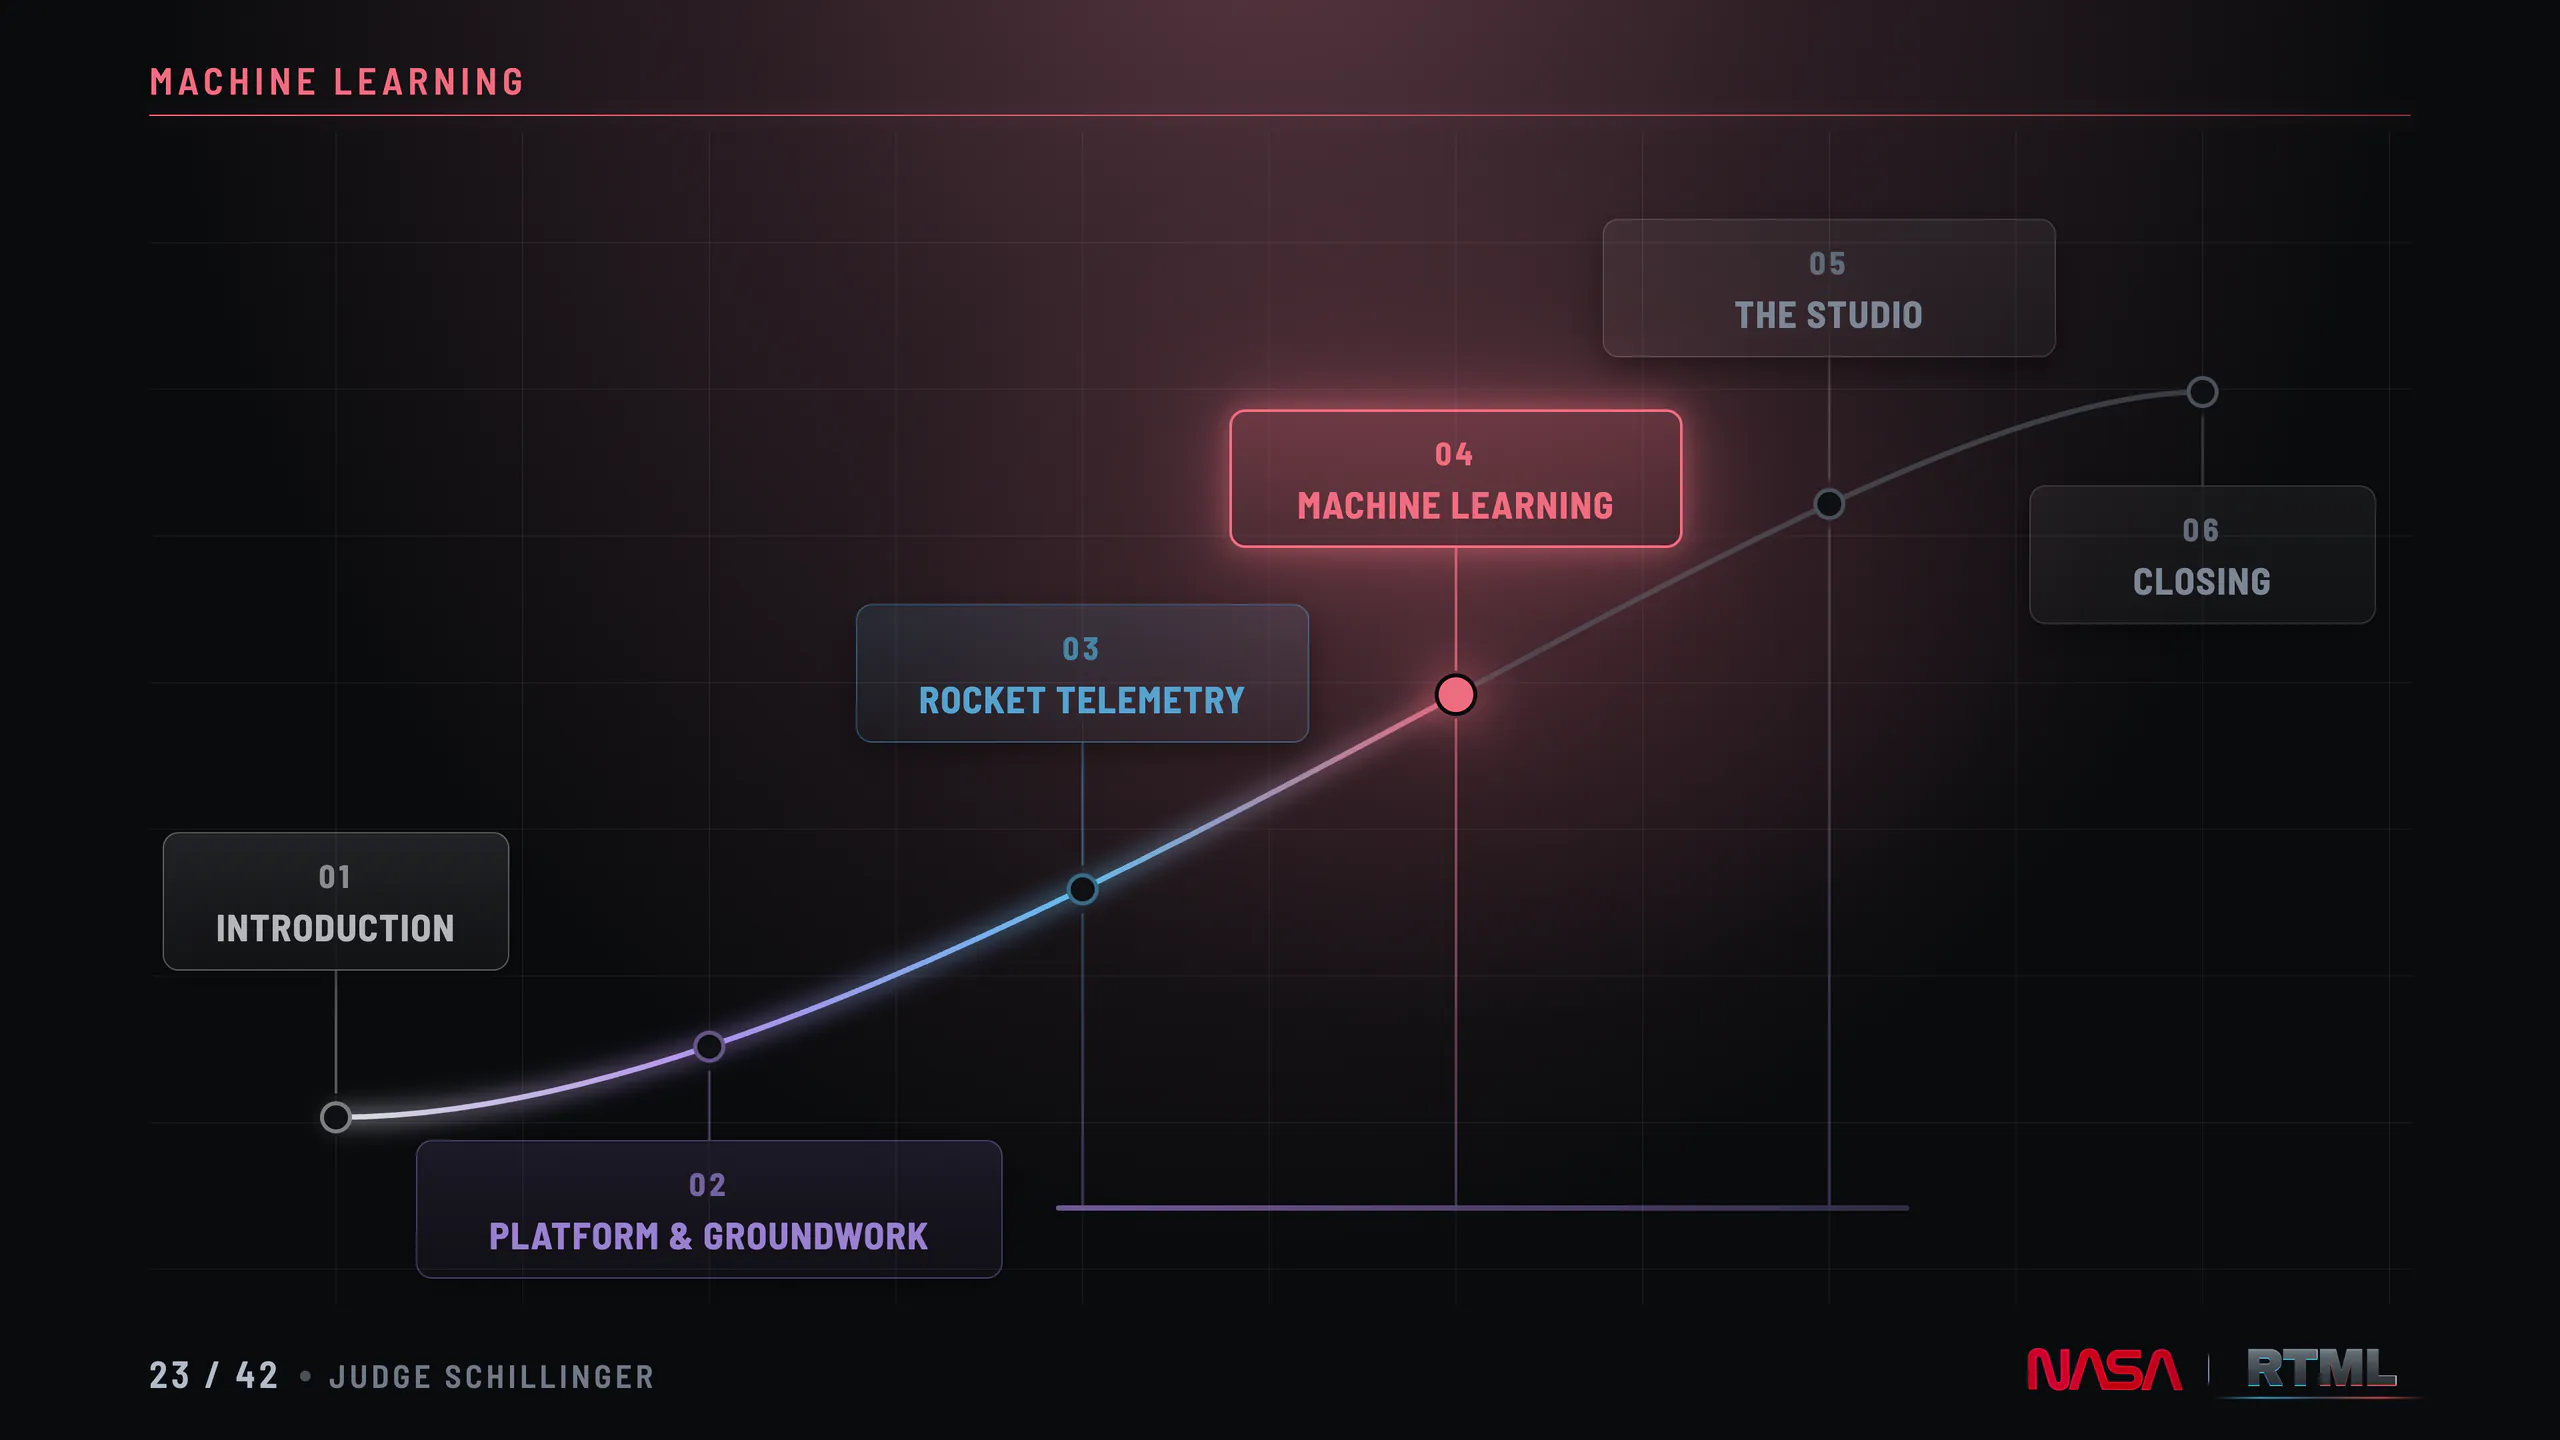 MACHINE LEARNING
01
INTRODUCTION
02
PLATFORM & GROUNDWORK
03
ROCKET TELEMETRY
04
MACHINE LEARNING
05
THE STUDIO
06
CLOSING
23 / 42 • JUDGE SCHILLINGER
NASA | RTML